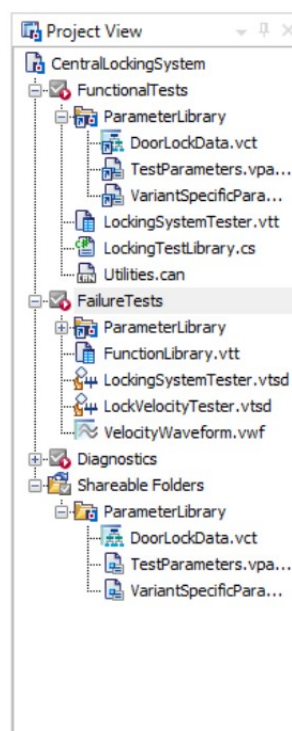 Project View
CentralLockingSystem
FunctionalTests
ParameterLibrary
DoorLockData.vct
TestParameters.vpa...
VariantSpecificPara...
LockingSystemTester.vtt
LockingTestLibrary.cs
Utilities.can
FailureTests
ParameterLibrary
FunctionLibrary.vtt
LockingSystemTester.vtsd
LockVelocityTester.vtsd
VelocityWaveform.vwf
Diagnostics
Shareable Folders
ParameterLibrary
DoorLockData.vct
TestParameters.vpa...
VariantSpecificPara...